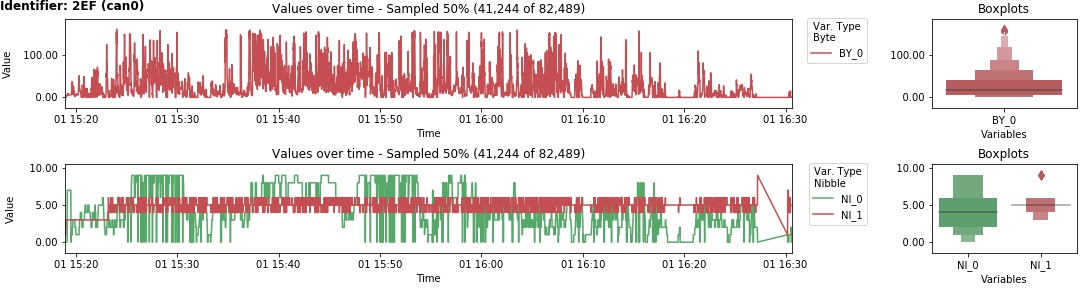 Identifier: 2EF (can0)
Values over time - Sampled 50% (41,244 of 82,489)
Boxplots
Value
100.00
0.00
01 15:20 01 15:30 01 15:40 01 15:50 01 16:00 01 16:10 01 16:20 01 16:30
Time
Var. Type
Byte
BY_0
100.00
0.00
BY_0
Variables
Values over time - Sampled 50% (41,244 of 82,489)
Boxplots
Value
10.00
5.00
0.00
01 15:20 01 15:30 01 15:40 01 15:50 01 16:00 01 16:10 01 16:20 01 16:30
Time
Var. Type
Nibble
NI_0
NI_1
10.00
5.00
0.00
NI_0 NI_1
Variables